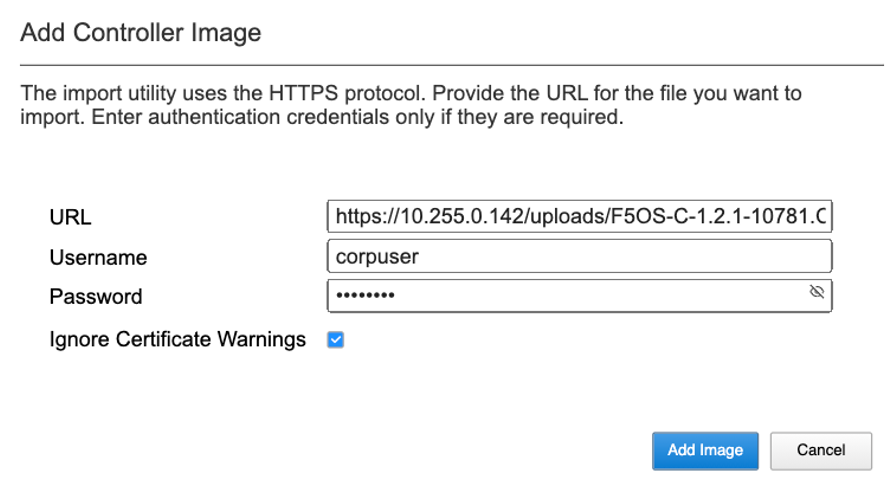 Add Controller Image
The import utility uses the HTTPS protocol. Provide the URL for the file you want to
import. Enter authentication credentials only if they are required.
URL https://10.255.0.142/uploads/F5OS-C-1.2.1-10781.C
Username corpuser
Password ••••••••
Ignore Certificate Warnings
Add Image Cancel